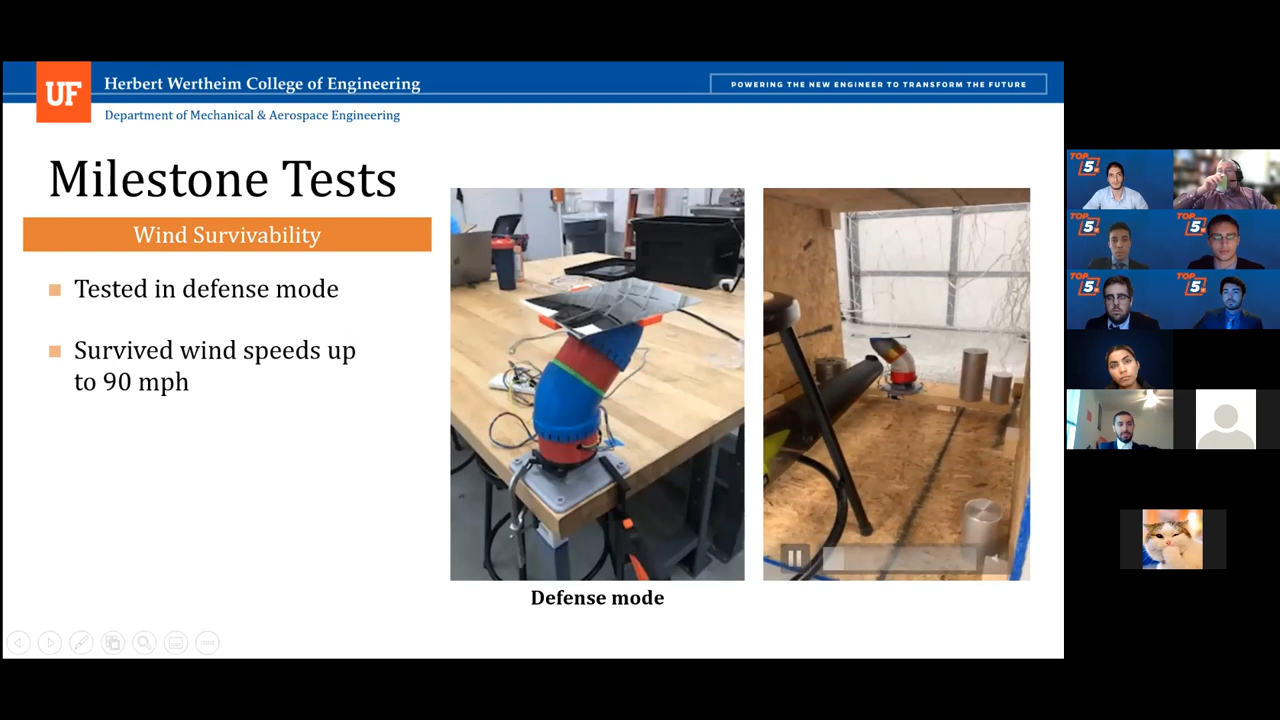 UF
Herbert Wertheim College of Engineering
POWERING THE NEW ENGINEER TO TRANSFORM THE FUTURE
Department of Mechanical & Aerospace Engineering
Milestone Tests
Wind Survivability
Tested in defense mode
Survived wind speeds up
to 90 mph
Defense mode
TOP
5
TOP
5
TOP
5
TOP
5
TOP
5